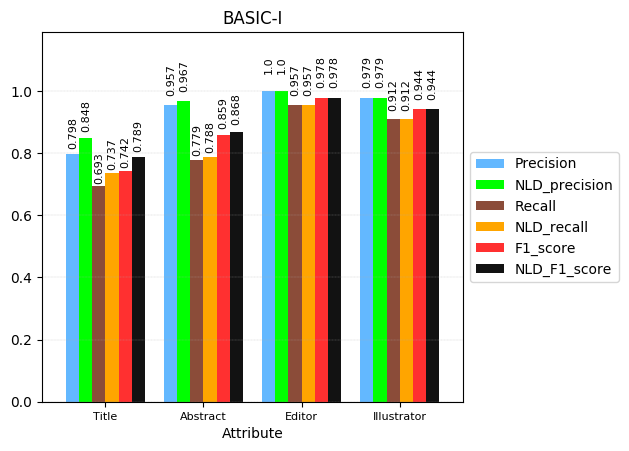 BASIC-I
1.0
0.8
0.6
0.4
0.2
0.0
0.798
0.848
0.693
0.737
0.742
0.789
0.957
0.967
0.779
0.788
0.859
0.868
1.0
1.0
0.957
0.957
0.978
0.978
0.979
0.979
0.912
0.912
0.944
0.944
Title
Abstract
Editor
Illustrator
Attribute
Precision
NLD_precision
Recall
NLD_recall
F1_score
NLD_F1_score